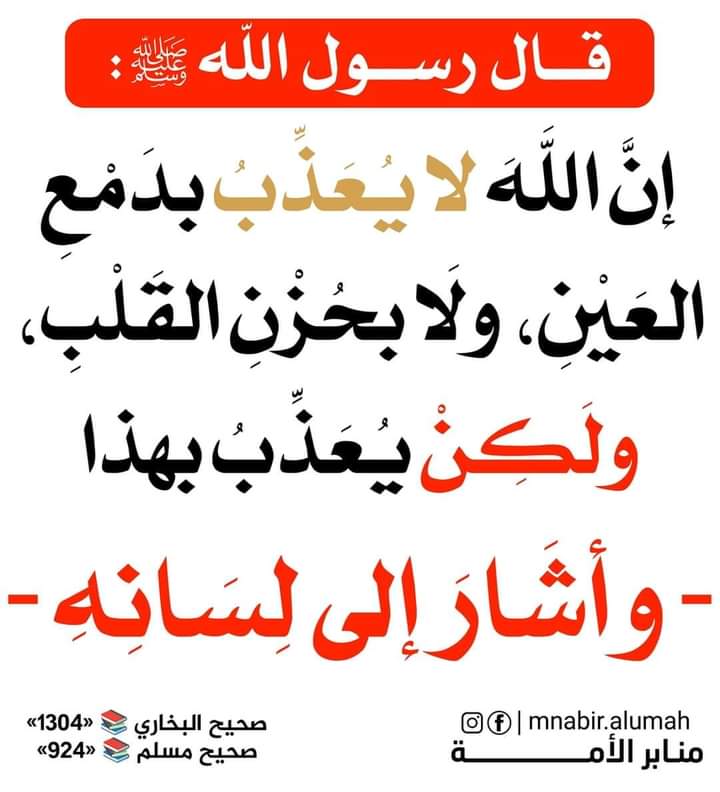 قال رسول الله ﷺ :
إنَّ اللَّهَ لا يُعَذِّبُ بدَمْعِ
العَيْنِ، ولَا بحُزْنِ القَلْبِ،
ولَكِنْ يُعَذِّبُ بهذا
- وأشَارَ إلى لِسَانِهِ -
صحيح البخاري 📚 «1304»
صحيح مسلم 📚 «924»
| mnabir.alumah
منابر الأمة